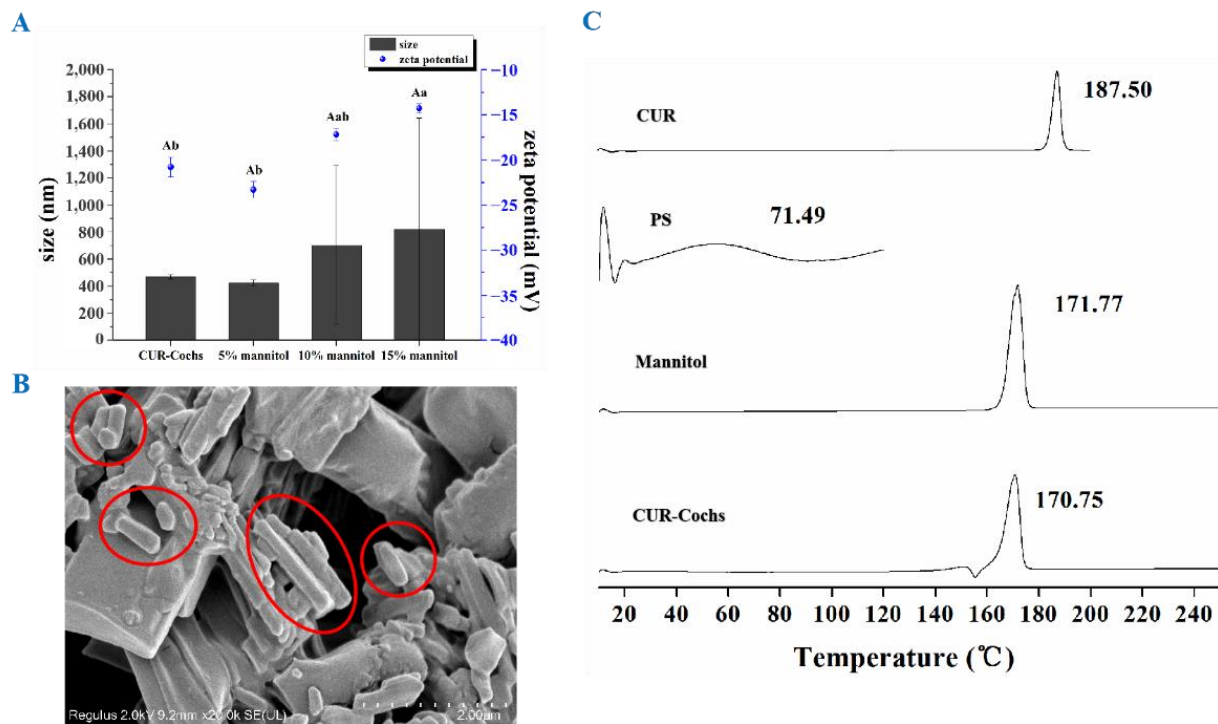 A
size
zeta potential
2,000
1,800
1,600
1,400
1,200
1,000
800
600
400
200
0
size (nm)
Ab
Ab
Aab
Aa
−10
−15
−20
−25
−30
−35
−40
zeta potential (mV)
CUR-Cochs 5% mannitol 10% mannitol 15% mannitol
B
Regulus 2.0kV 9.2mm x20.0k SE(UL) 2.00um
C
CUR
187.50
PS
71.49
Mannitol
171.77
CUR-Cochs
170.75
20 40 60 80 100 120 140 160 180 200 220 240
Temperature (℃)